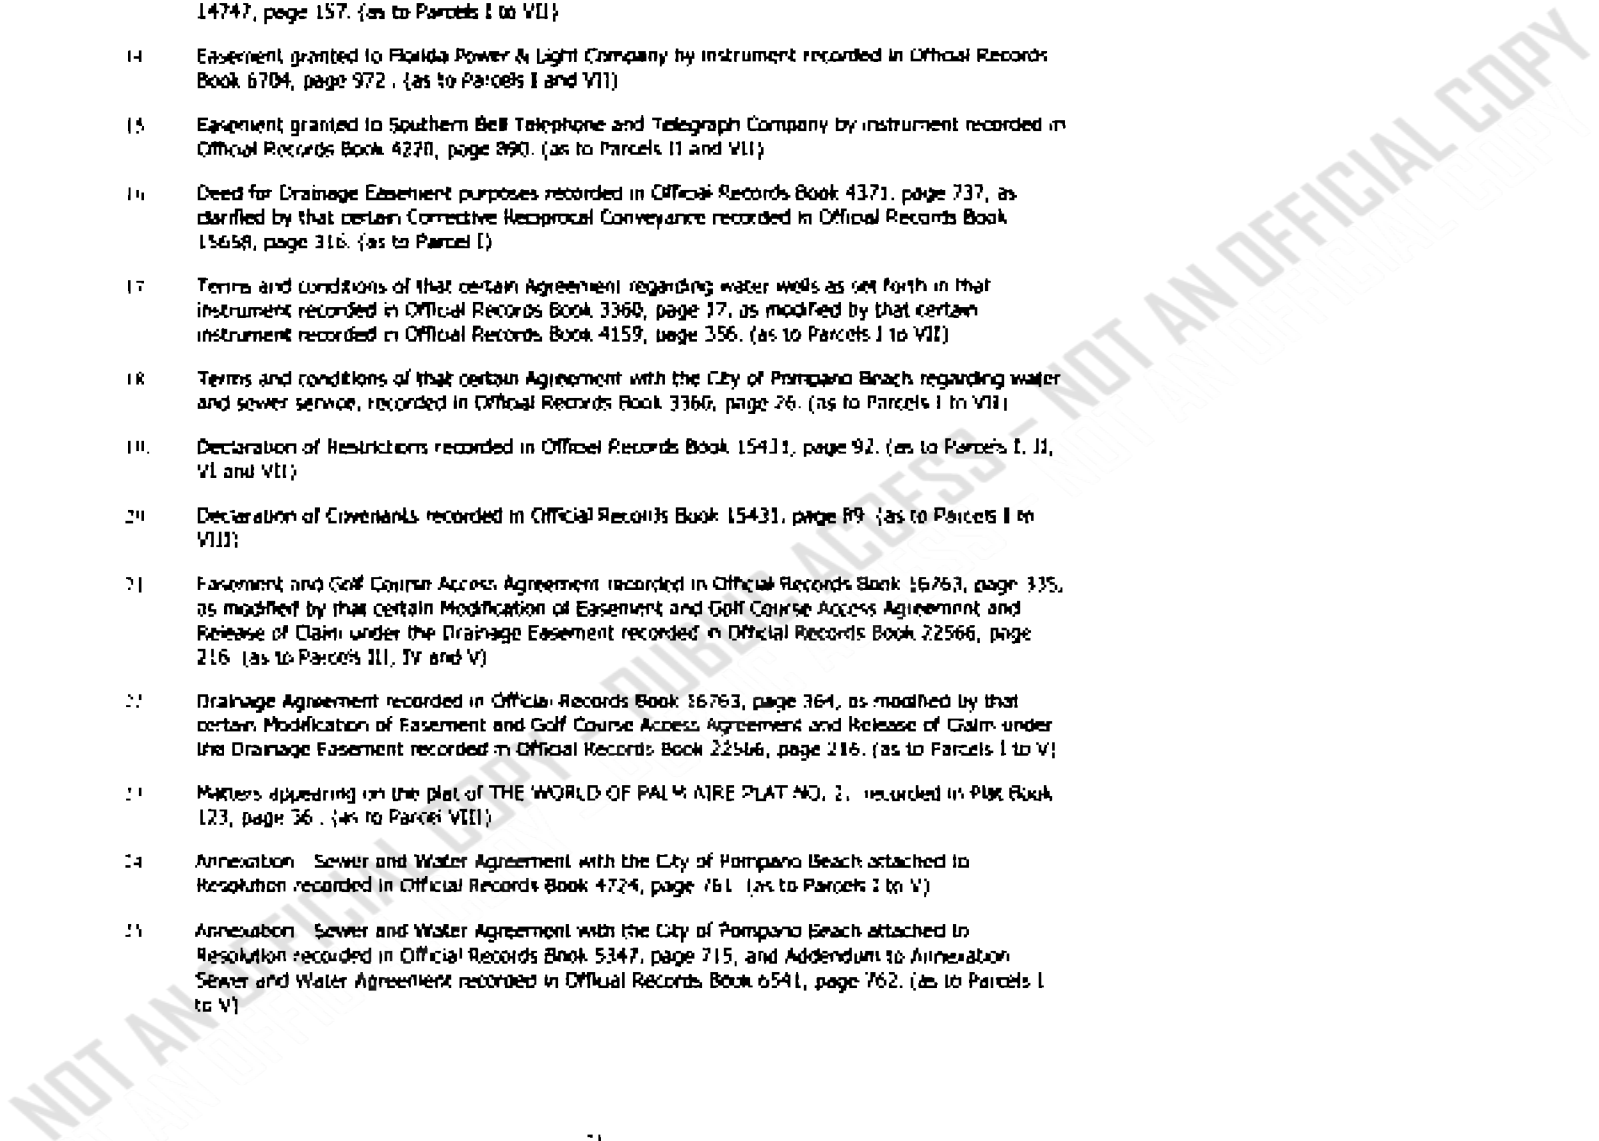 14747, page 157. (as to Parcels I to VII)
14 Easement granted to Florida Power & Light Company by instrument recorded in Official Records
Book 6704, page 972 . (as to Parcels I and VII)
15 Easement granted to Southern Bell Telephone and Telegraph Company by instrument recorded in
Official Records Book 4220, page 890. (as to Parcels II and VII)
16 Deed for Drainage Easement purposes recorded in Official Records Book 4371, page 737, as
clarified by that certain Corrective Reciprocal Conveyance recorded in Official Records Book
15658, page 316. (as to Parcel I)
17 Terms and conditions of that certain Agreement regarding water wells as set forth in that
instrument recorded in Official Records Book 3360, page 17, as modified by that certain
instrument recorded in Official Records Book 4159, page 356. (as to Parcels I to VII)
18 Terms and conditions of that certain Agreement with the City of Pompano Beach regarding water
and sewer service, recorded in Official Records Book 3360, page 26. (as to Parcels I to VII)
19. Declaration of Restrictions recorded in Official Records Book 15431, page 92. (as to Parcels I, II,
VI and VII)
20 Declaration of Covenants recorded in Official Records Book 15431, page 89 (as to Parcels I to
VIII)
21 Easement and Golf Course Access Agreement recorded in Official Records Book 16763, page 335,
as modified by that certain Modification of Easement and Golf Course Access Agreement and
Release of Claim under the Drainage Easement recorded in Official Records Book 22566, page
216 (as to Parcels III, IV and V)
22 Drainage Agreement recorded in Official Records Book 16763, page 364, as modified by that
certain Modification of Easement and Golf Course Access Agreement and Release of Claim under
the Drainage Easement recorded in Official Records Book 22566, page 216. (as to Parcels I to V)
23 Matters appearing on the plat of THE WORLD OF PALM AIRE PLAT NO. 2, recorded in Plat Book
123, page 36 . (as to Parcel VIII)
24 Annexation Sewer and Water Agreement with the City of Pompano Beach attached to
Resolution recorded in Official Records Book 4724, page 761 (as to Parcels I to V)
25 Annexation Sewer and Water Agreement with the City of Pompano Beach attached to
Resolution recorded in Official Records Book 5347, page 715, and Addendum to Annexation
Sewer and Water Agreement recorded in Official Records Book 6541, page 762. (as to Parcels I
to V)
NOT AN OFFICIAL COPY - PUBLIC ACCESS - NOT AN OFFICIAL COPY